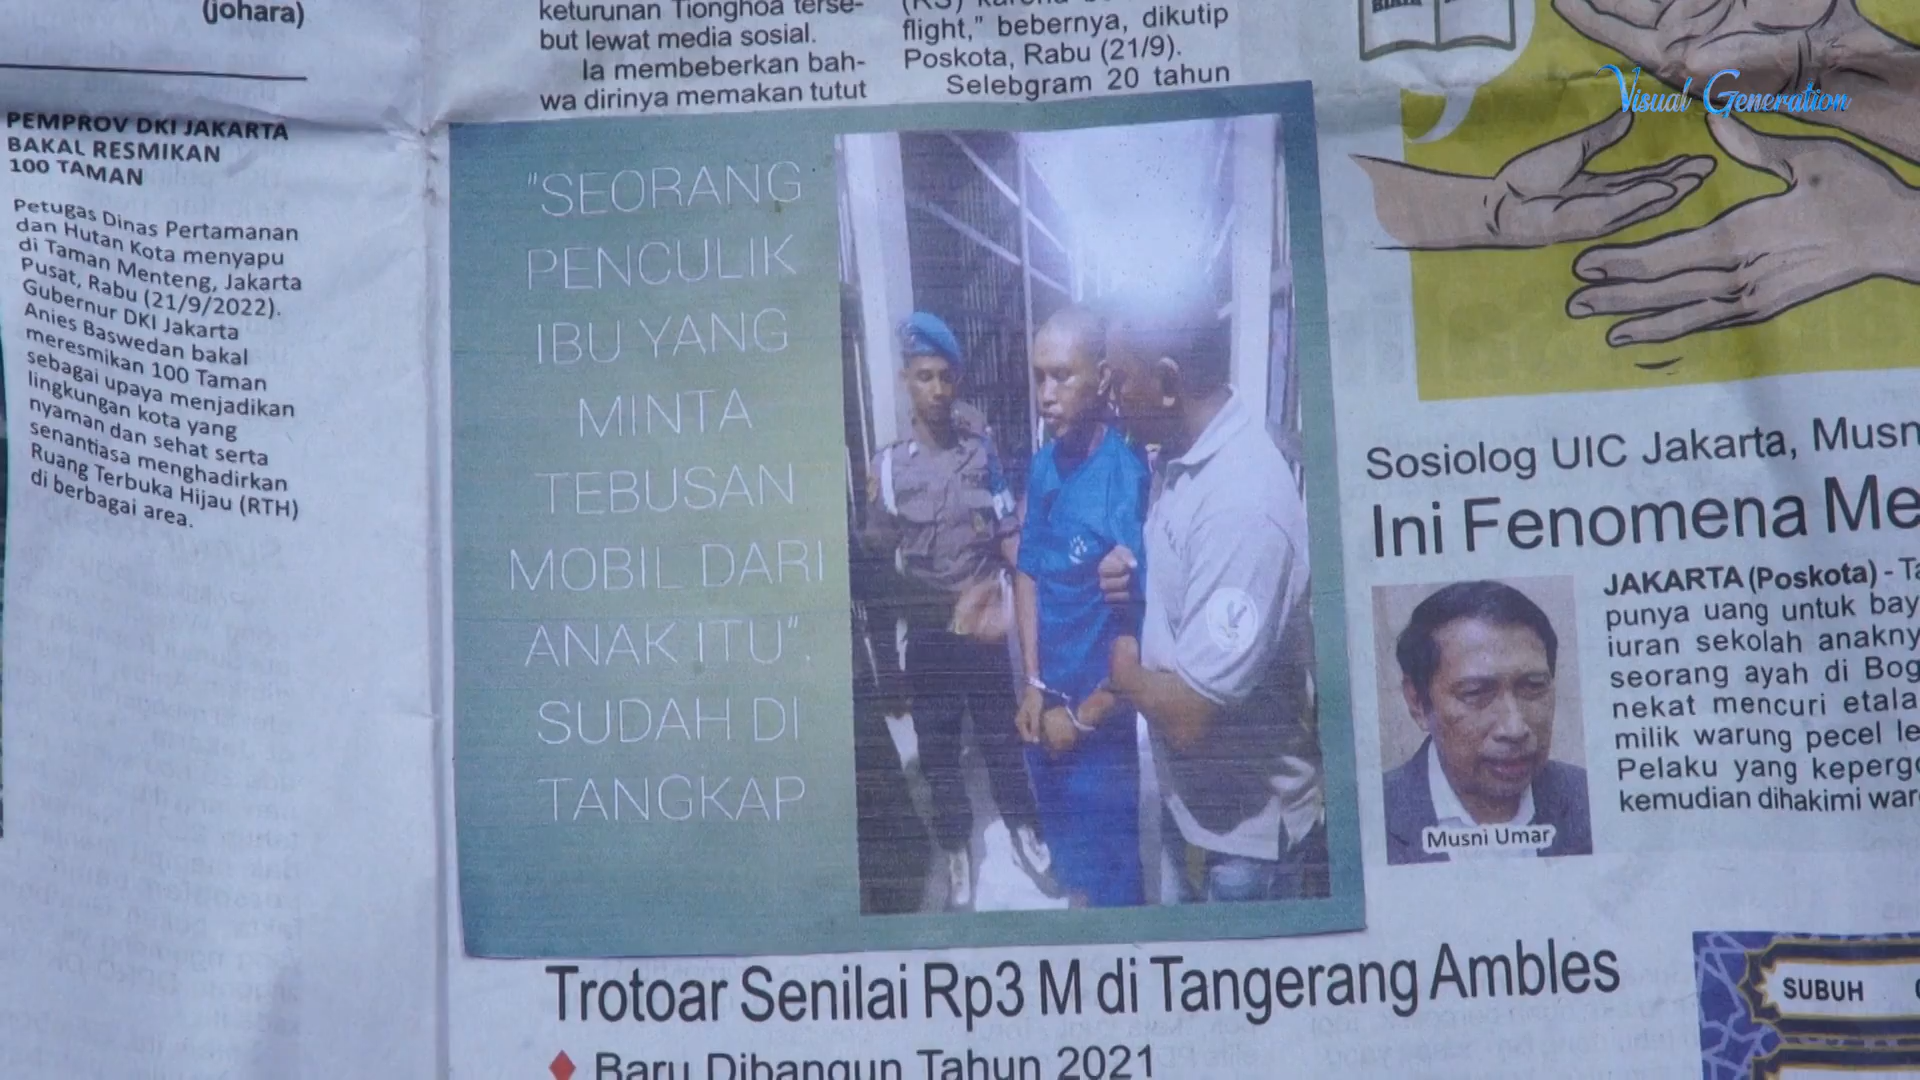 (johara)
PEMPROV DKI JAKARTA
BAKAL RESMIKAN
100 TAMAN
Petugas Dinas Pertamanan
dan Hutan Kota menyapu
di Taman Menteng, Jakarta
Pusat, Rabu (21/9/2022).
Gubernur DKI Jakarta
Anies Baswedan bakal
meresmikan 100 Taman
sebagai upaya menjadikan
lingkungan kota yang
nyaman dan sehat serta
senantiasa menghadirkan
Ruang Terbuka Hijau (RTH)
di berbagai area.
keturunan Tionghoa terse-
but lewat media sosial.
Ia membeberkan bah-
wa dirinya memakan tutut
flight," bebernya, dikutip
Poskota, Rabu (21/9).
Selebgram 20 tahun
"SEORANG
PENCULIK
IBU YANG
MINTA
TEBUSAN
MOBIL DARI
ANAK ITU".
SUDAH DI
TANGKAP
Trotoar Senilai Rp3 M di Tangerang Ambles
Baru Dibangun Tahun 2021
Visual Generation
Sosiolog UIC Jakarta, Musn
Ini Fenomena Me
JAKARTA (Poskota) - Ta
punya uang untuk bay
iuran sekolah anakny
seorang ayah di Bog
nekat mencuri etala
milik warung pecel le
Pelaku yang keperg
kemudian dihakimi war
Musni Umar
SUBUH